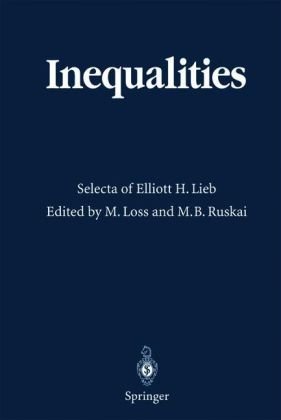 Inequalities
Selecta of Elliott H. Lieb
Edited by M. Loss and M.B. Ruskai
Springer